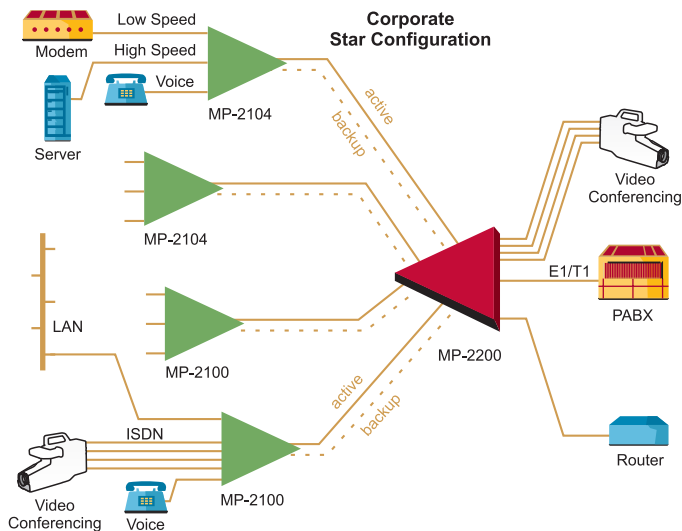 Corporate
Star Configuration
Low Speed
Modem
High Speed
Voice
Server
MP-2104
active
backup
Video
Conferencing
MP-2104
E1/T1
PABX
LAN
MP-2100
MP-2200
active
backup
ISDN
Router
Video
Conferencing
Voice
MP-2100